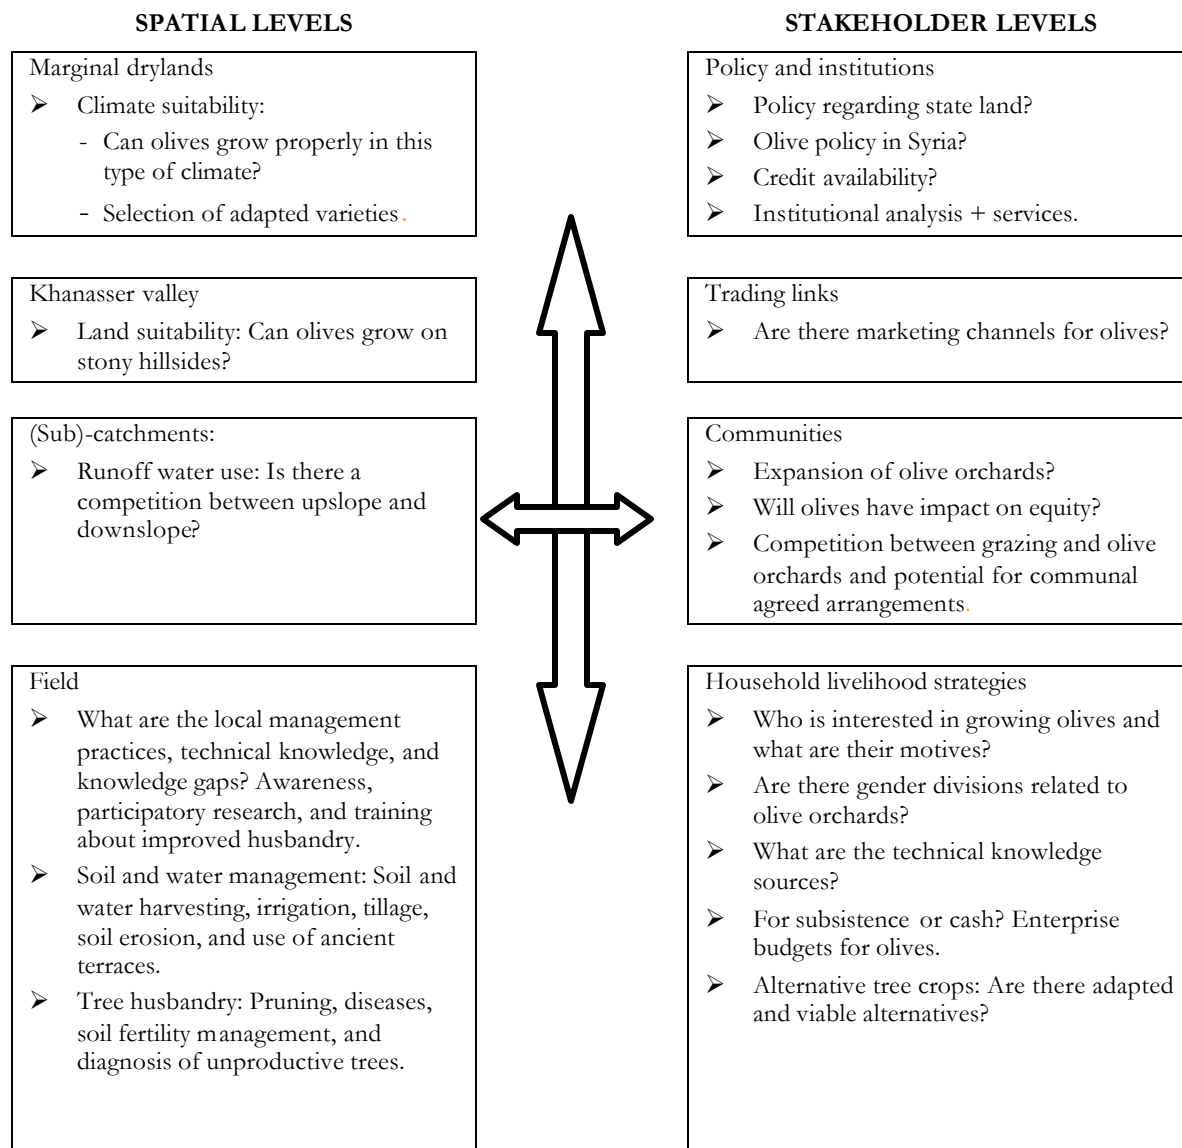 SPATIAL LEVELS
Marginal drylands
➢ Climate suitability:
- Can olives grow properly in this
type of climate?
- Selection of adapted varieties.
Khanasser valley
➢ Land suitability: Can olives grow on
stony hillsides?
(Sub)-catchments:
➢ Runoff water use: Is there a
competition between upslope and
downslope?
Field
➢ What are the local management
practices, technical knowledge, and
knowledge gaps? Awareness,
participatory research, and training
about improved husbandry.
➢ Soil and water management: Soil and
water harvesting, irrigation, tillage,
soil erosion, and use of ancient
terraces.
➢ Tree husbandry: Pruning, diseases,
soil fertility management, and
diagnosis of unproductive trees.
STAKEHOLDER LEVELS
Policy and institutions
➢ Policy regarding state land?
➢ Olive policy in Syria?
➢ Credit availability?
➢ Institutional analysis + services.
Trading links
➢ Are there marketing channels for olives?
Communities
➢ Expansion of olive orchards?
➢ Will olives have impact on equity?
➢ Competition between grazing and olive
orchards and potential for communal
agreed arrangements.
Household livelihood strategies
➢ Who is interested in growing olives and
what are their motives?
➢ Are there gender divisions related to
olive orchards?
➢ What are the technical knowledge
sources?
➢ For subsistence or cash? Enterprise
budgets for olives.
➢ Alternative tree crops: Are there adapted
and viable alternatives?